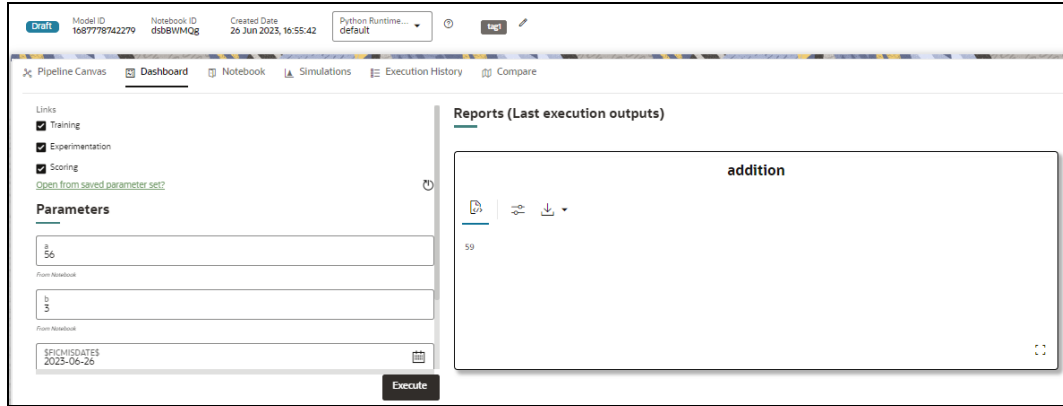 Draft
Model ID
1687778742279
Notebook ID
dsbBWMQg
Created Date
26 Jun 2023, 16:55:42
Python Runtime...
default
tag1
Pipeline Canvas
Dashboard
Notebook
Simulations
Execution History
Compare
Links
Training
Experimentation
Scoring
Open from saved parameter set?
Parameters
a
56
From Notebook
b
3
From Notebook
$FICMISDATE$
2023-06-26
Execute
Reports (Last execution outputs)
addition
59